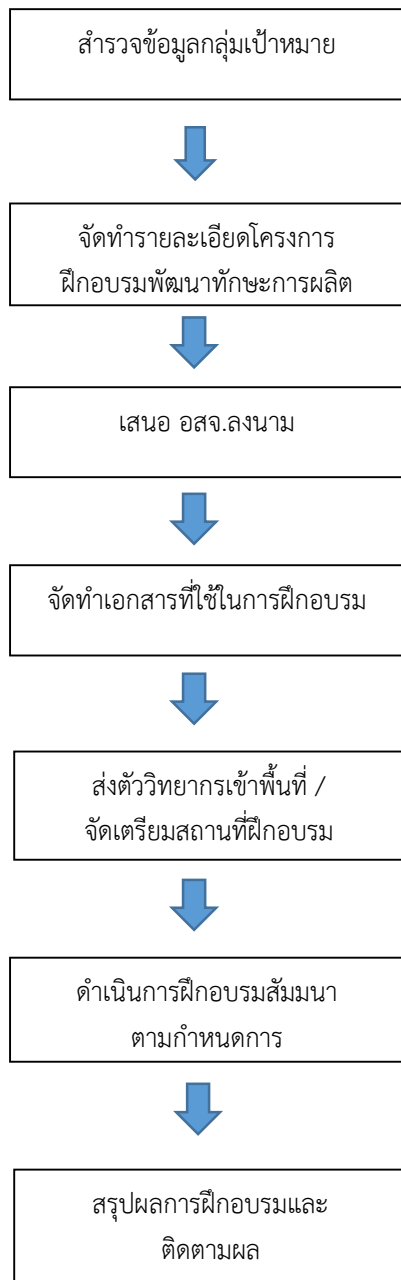 สำรวจข้อมูลกลุ่มเป้าหมาย
จัดทำรายละเอียดโครงการ
ฝึกอบรมพัฒนาทักษะการผลิต
เสนอ อสจ.ลงนาม
จัดทำเอกสารที่ใช้ในการฝึกอบรม
ส่งตัววิทยากรเข้าพื้นที่ /
จัดเตรียมสถานที่ฝึกอบรม
ดำเนินการฝึกอบรมสัมมนา
ตามกำหนดการ
สรุปผลการฝึกอบรมและ
ติดตามผล